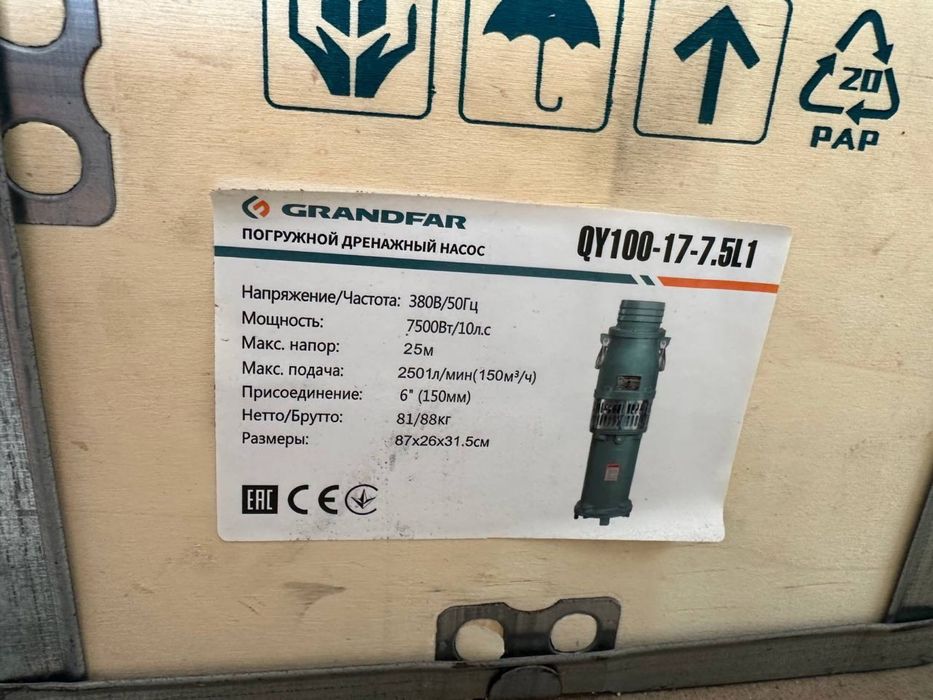 20
PAP
GRANDFAR
ПОГРУЖНОЙ ДРЕНАЖНЫЙ НАСОС
QY100-17-7.5L1
Напряжение/Частота: 380В/50Гц
Мощность: 7500Вт/10л.с
Макс. напор: 25м
Макс. подача: 2501л/мин(150м³/ч)
Присоединение: 6" (150мм)
Нетто/Брутто: 81/88кг
Размеры: 87x26x31.5см
EAC CE